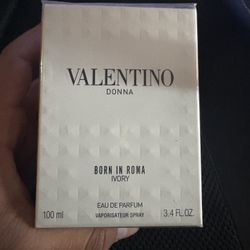 VALENTINO
DONNA
BORN IN ROMA
IVORY
EAU DE PARFUM
100 ml VAPORISATEUR SPRAY 3.4 FL.OZ.